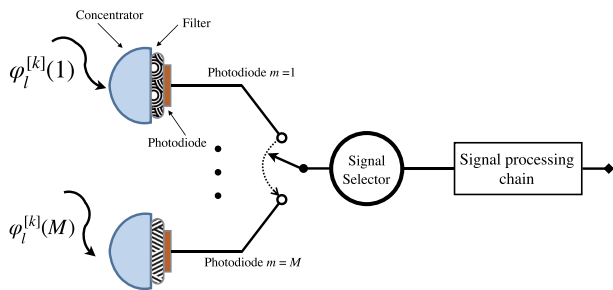 Concentrator
Filter
φ_l^{[k]}(1)
Photodiode m =1
Photodiode
Signal
Selector
Signal processing
chain
φ_l^{[k]}(M)
Photodiode m = M